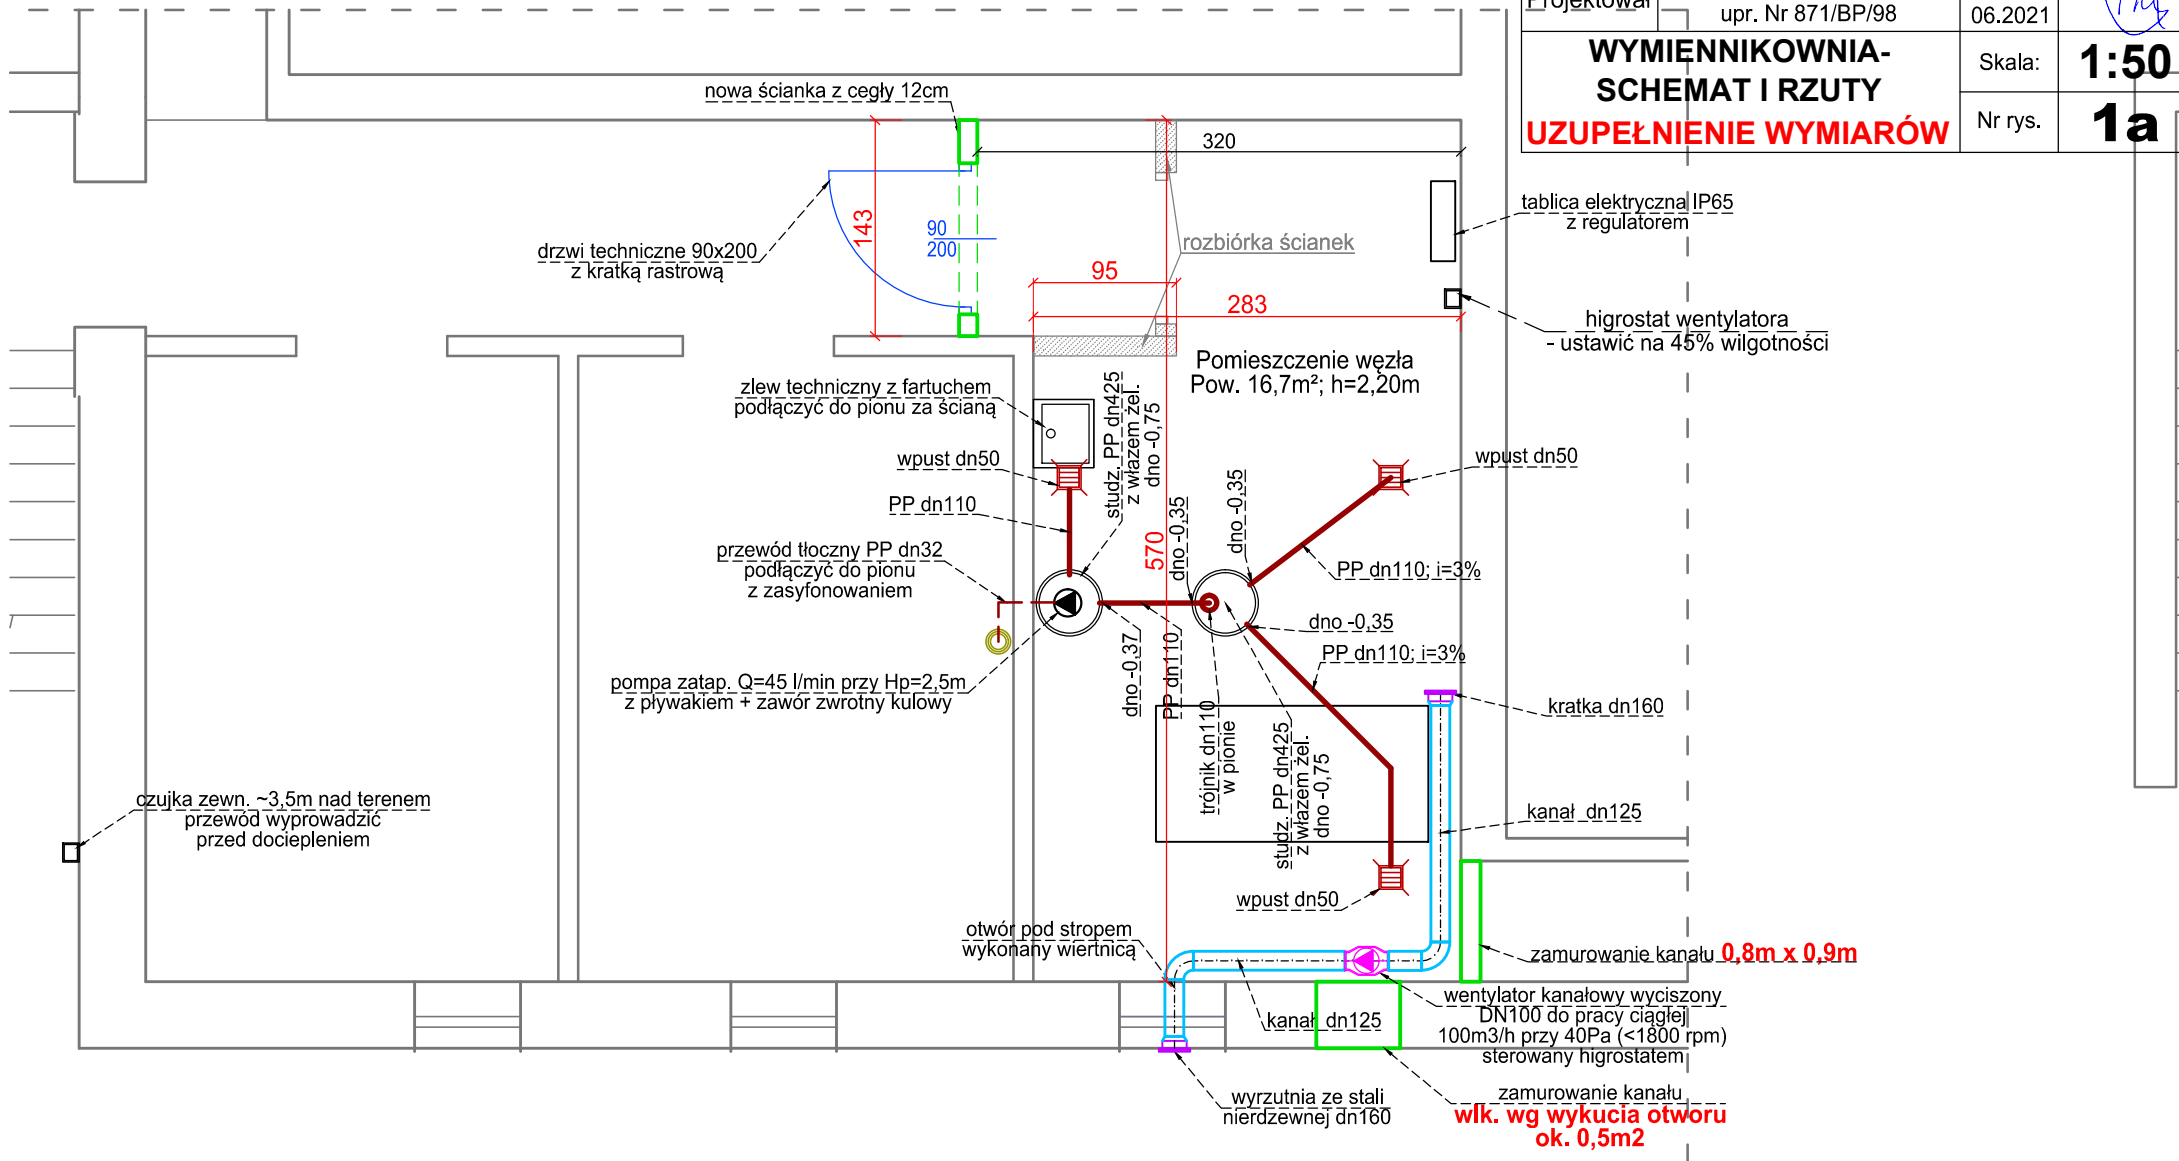 Projektował
upr. Nr 871/BP/98
06.2021
WYMIENNIKOWNIA-
SCHEMAT I RZUTY
UZUPEŁNIENIE WYMIARÓW
Skala:
1:50
Nr rys.
1a
nowa ścianka z cegły 12cm
320
tablica elektryczna IP65
z regulatorem
143
90
200
drzwi techniczne 90x200
z kratką rastrową
rozbiórka ścianek
95
283
higrostat wentylatora
- ustawić na 45% wilgotności
Pomieszczenie węzła
Pow. 16,7m²; h=2,20m
zlew techniczny z fartuchem
podłączyć do pionu za ścianą
studz. PP dn425
z włazem żel.
dno -0,75
wpust dn50
wpust dn50
PP dn110
570
dno -0,35
dno -0,35
przewód tłoczny PP dn32
podłączyć do pionu
z zasyfonowaniem
PP dn110; i=3%
dno -0,35
PP dn110; i=3%
dno -0,37
PP dn110
pompa zatap. Q=45 l/min przy Hp=2,5m
z pływakiem + zawór zwrotny kulowy
kratka dn160
trójnik dn110
w pionie
studz. PP dn425
z włazem żel.
dno -0,75
czujka zewn. ~3,5m nad terenem
przewód wyprowadzić
przed dociepleniem
kanał dn125
wpust dn50
otwór pod stropem
wykonany wiertnicą
zamurowanie kanału 0,8m x 0,9m
wentylator kanałowy wyciszony
DN100 do pracy ciągłej
100m3/h przy 40Pa (<1800 rpm)
sterowany higrostatem
kanał dn125
wyrzutnia ze stali
nierdzewnej dn160
zamurowanie kanału
wlk. wg wykucia otworu
ok. 0,5m2